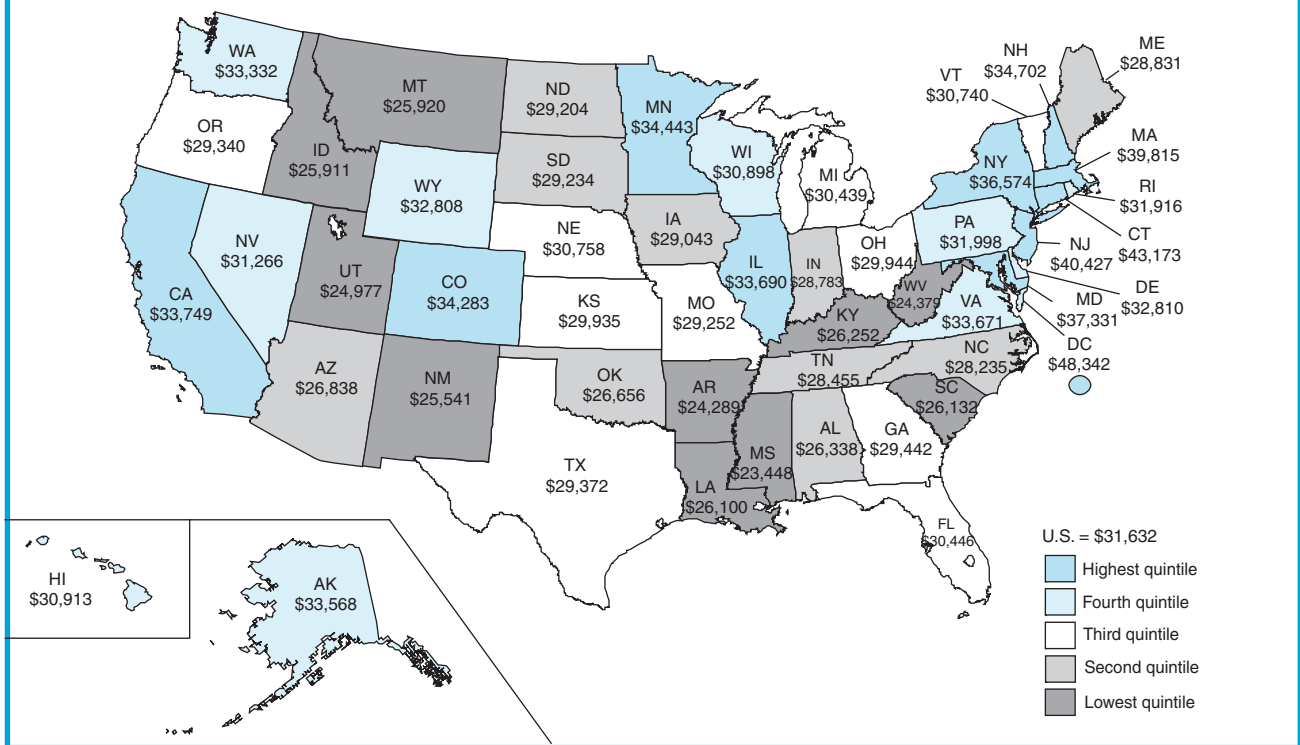 WA
$33,332
OR
$29,340
CA
$33,749
NV
$31,266
ID
$25,911
MT
$25,920
WY
$32,808
UT
$24,977
CO
$34,283
AZ
$26,838
NM
$25,541
ND
$29,204
SD
$29,234
NE
$30,758
KS
$29,935
OK
$26,656
TX
$29,372
MN
$34,443
IA
$29,043
MO
$29,252
AR
$24,289
LA
$26,100
WI
$30,898
IL
$33,690
MI
$30,439
IN
$28,783
OH
$29,944
KY
$26,252
TN
$28,455
MS
$23,448
AL
$26,338
GA
$29,442
FL
$30,446
SC
$26,132
NC
$28,235
VA
$33,671
WV
$24,379
PA
$31,998
NY
$36,574
VT
$30,740
NH
$34,702
ME
$28,831
MA
$39,815
RI
$31,916
CT
$43,173
NJ
$40,427
DE
$32,810
MD
$37,331
DC
$48,342
HI
$30,913
AK
$33,568
U.S. = $31,632
Highest quintile
Fourth quintile
Third quintile
Second quintile
Lowest quintile